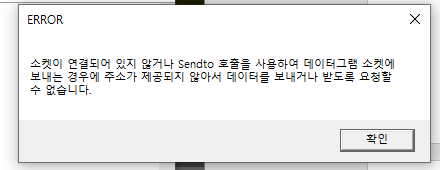 ERROR
소켓이 연결되어 있지 않거나 Sendto 호출을 사용하여 데이터그램 소켓에
보내는 경우에 주소가 제공되지 않아서 데이터를 보내거나 받도록 요청할
수 없습니다.
확인